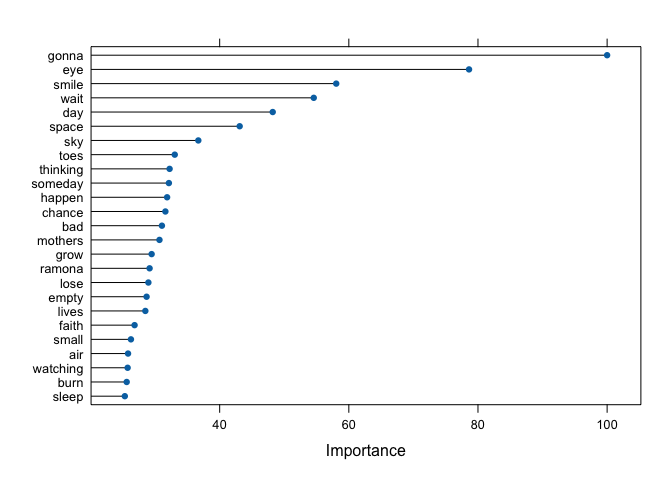 gonna
eye
smile
wait
day
space
sky
toes
thinking
someday
happen
chance
bad
mothers
grow
ramona
lose
empty
lives
faith
small
air
watching
burn
sleep
40 60 80 100
Importance